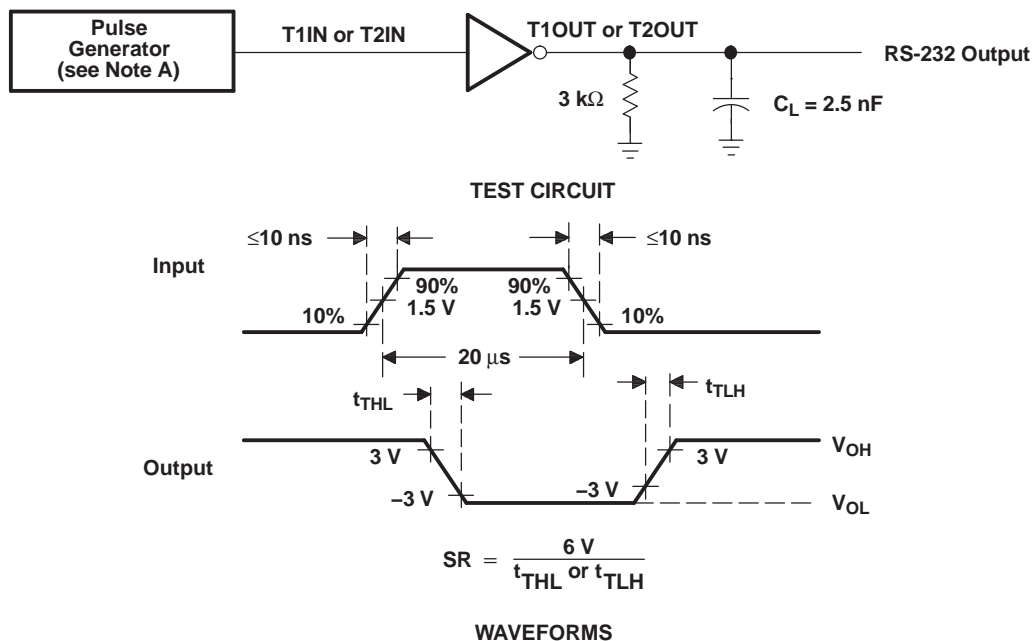 Pulse
Generator
(see Note A)
T1IN or T2IN
T1OUT or T2OUT
RS-232 Output
3 kΩ
CL = 2.5 nF
TEST CIRCUIT
≤10 ns
≤10 ns
Input
90%
90%
1.5 V
1.5 V
10%
10%
20 μs
tTHL
tTLH
Output
3 V
3 V
VOH
–3 V
–3 V
VOL
SR = 6 V / tTHL or tTLH
WAVEFORMS